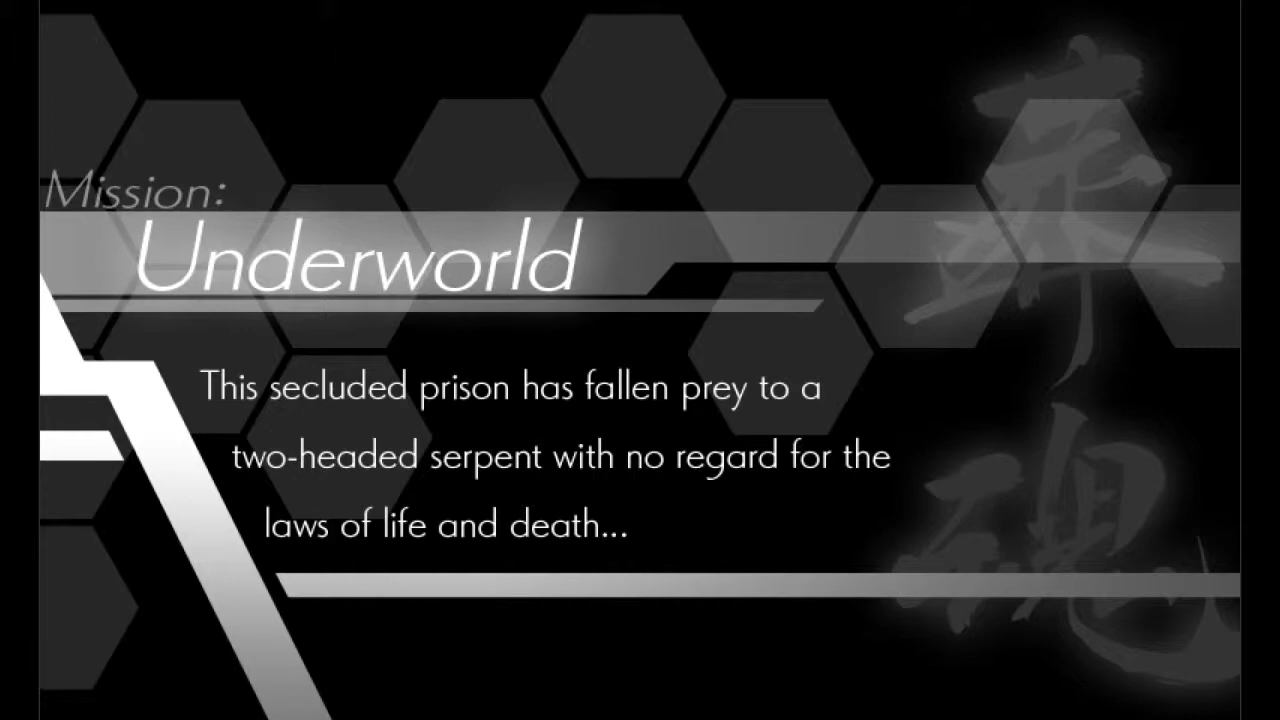 Mission:
Underworld
This secluded prison has fallen prey to a
two-headed serpent with no regard for the
laws of life and death...